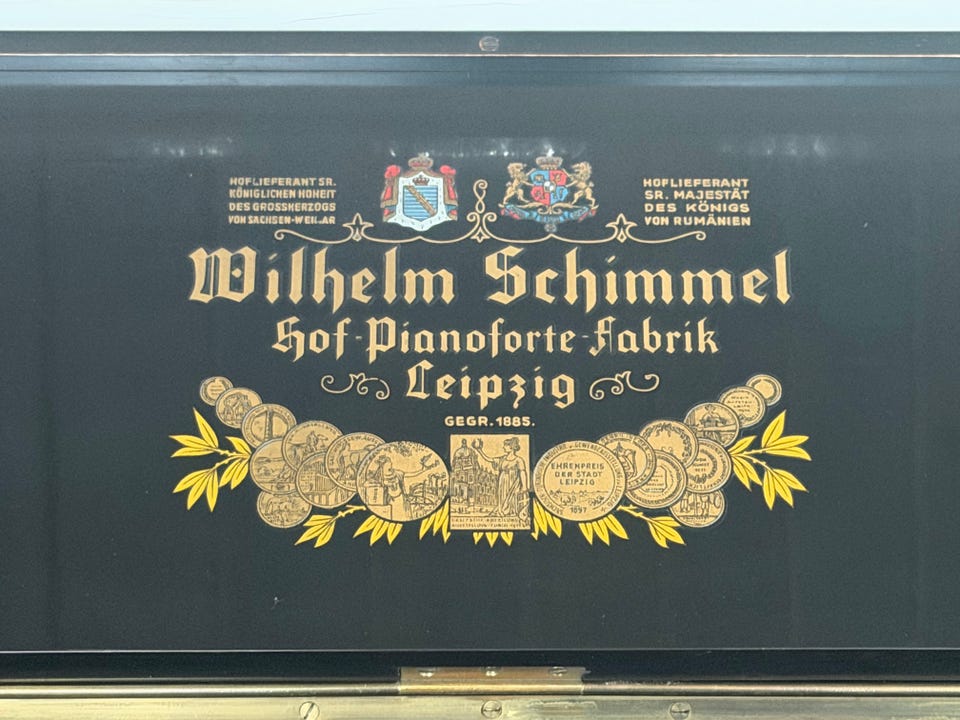 HOFLIEFERANT SR.
KÖNIGLICHEN HOHEIT
DES GROSSHERZOGS
VON SACHSEN-WEIMAR
HOFLIEFERANT
SR. MAJESTÄT
DES KÖNIGS
VON RUMÄNIEN
Wilhelm Schimmel
Hof-Pianoforte-Fabrik
Leipzig
GEGR. 1885.
EHRENPREIS
DER STADT
LEIPZIG
1897